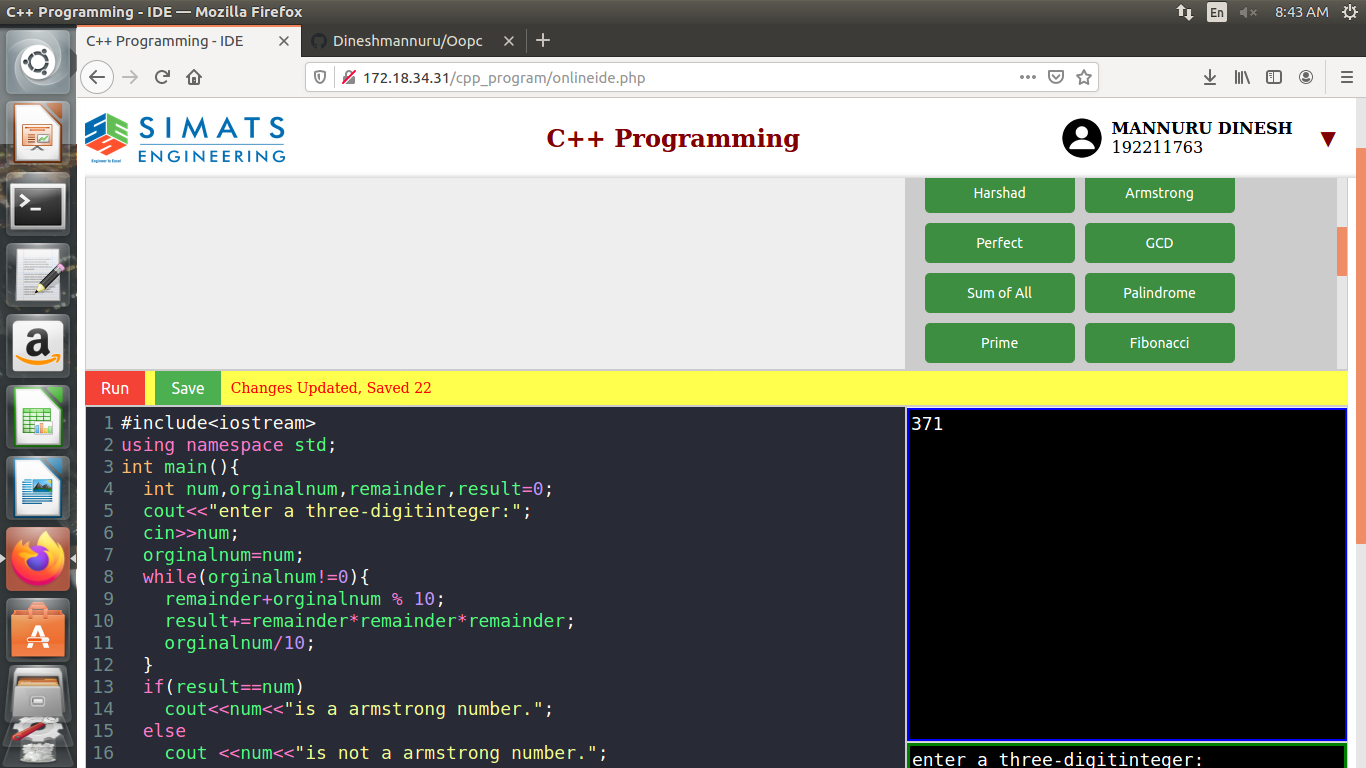 C++ Programming - IDE — Mozilla Firefox
En
8:43 AM
C++ Programming - IDE
Dineshmannuru/Oopc
172.18.34.31/cpp_program/onlineide.php
SIMATS
ENGINEERING
Engineer to Excel
C++ Programming
MANNURU DINESH
192211763
Harshad
Armstrong
Perfect
GCD
Sum of All
Palindrome
Prime
Fibonacci
Run
Save
Changes Updated, Saved 22
1 #include<iostream>
2 using namespace std;
3 int main(){
4 int num,orginalnum,remainder,result=0;
5 cout<<"enter a three-digitinteger:";
6 cin>>num;
7 orginalnum=num;
8 while(orginalnum!=0){
9 remainder+orginalnum % 10;
10 result+=remainder*remainder*remainder;
11 orginalnum/10;
12 }
13 if(result==num)
14 cout<<num<<"is a armstrong number.";
15 else
16 cout <<num<<"is not a armstrong number.";
371
enter a three-digitinteger: